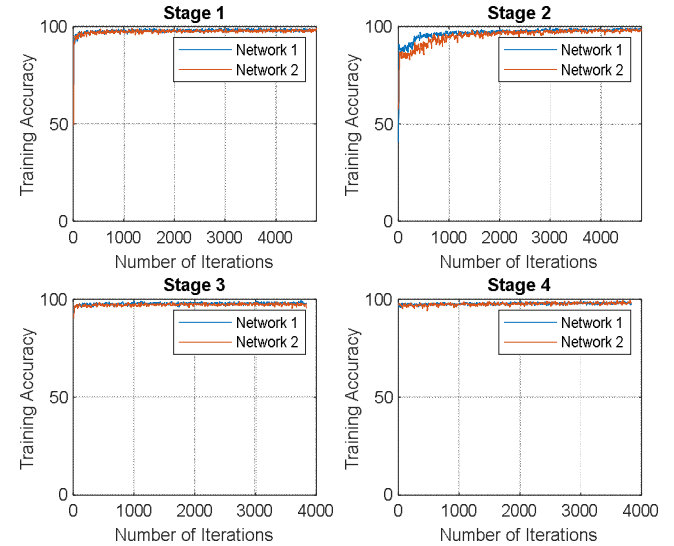 Stage 1
100
50
0
Training Accuracy
Network 1
Network 2
0 1000 2000 3000 4000
Number of Iterations
Stage 2
100
50
0
Training Accuracy
Network 1
Network 2
0 1000 2000 3000 4000
Number of Iterations
Stage 3
100
50
0
Training Accuracy
Network 1
Network 2
0 1000 2000 3000 4000
Number of Iterations
Stage 4
100
50
0
Training Accuracy
Network 1
Network 2
0 1000 2000 3000 4000
Number of Iterations